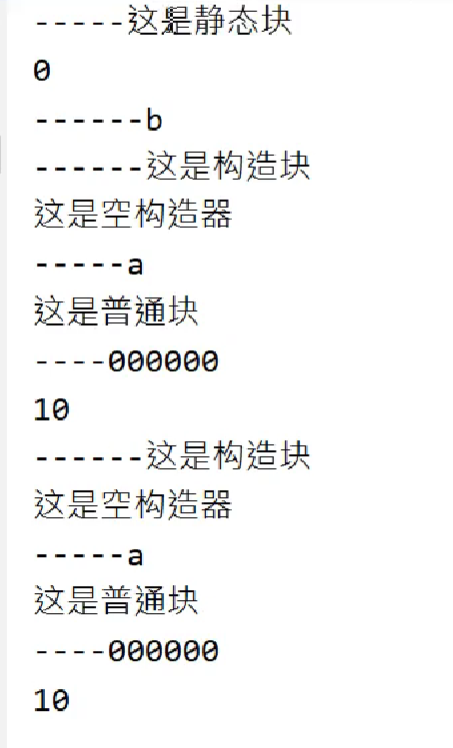 -----这是静态块
0
------b
------这是构造块
这是空构造器
-----a
这是普通块
----000000
10
------这是构造块
这是空构造器
-----a
这是普通块
----000000
10